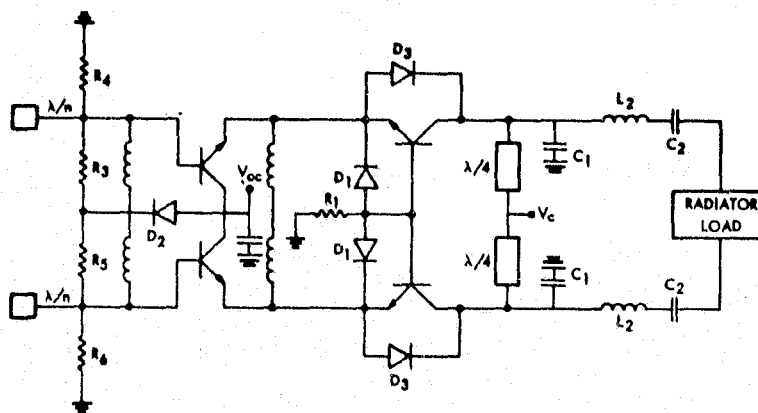 D3
R4
λ/n
L2
C2
C1
R3
D1
λ/4
Voc
R1
RADIATOR
LOAD
D2
Vc
R5
D1
λ/4
C1
λ/n
C2
L2
R6
D3